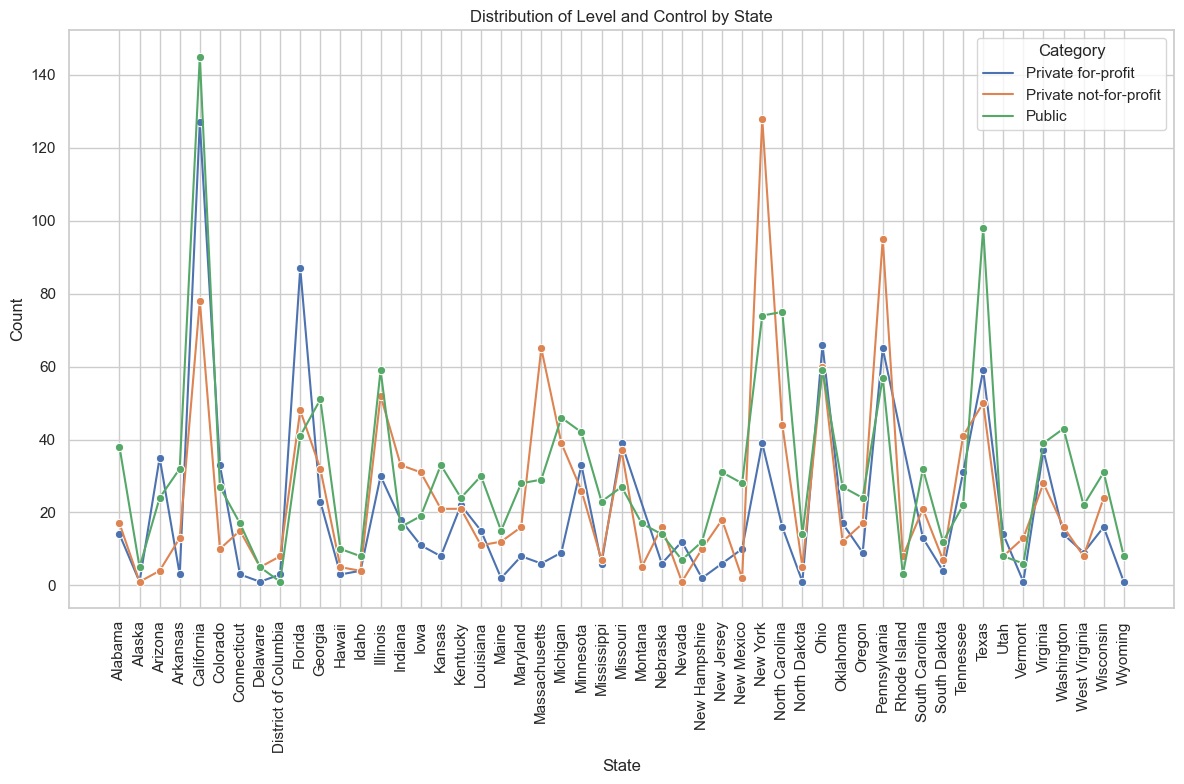 Distribution of Level and Control by State
Category
Private for-profit
Private not-for-profit
Public
Count
140
120
100
80
60
40
20
0
Alabama
Alaska
Arizona
Arkansas
California
Colorado
Connecticut
Delaware
District of Columbia
Florida
Georgia
Hawaii
Idaho
Illinois
Indiana
Iowa
Kansas
Kentucky
Louisiana
Maine
Maryland
Massachusetts
Michigan
Minnesota
Mississippi
Missouri
Montana
Nebraska
Nevada
New Hampshire
New Jersey
New Mexico
New York
North Carolina
North Dakota
Ohio
Oklahoma
Oregon
Pennsylvania
Rhode Island
South Carolina
South Dakota
Tennessee
Texas
Utah
Vermont
Virginia
Washington
West Virginia
Wisconsin
Wyoming
State